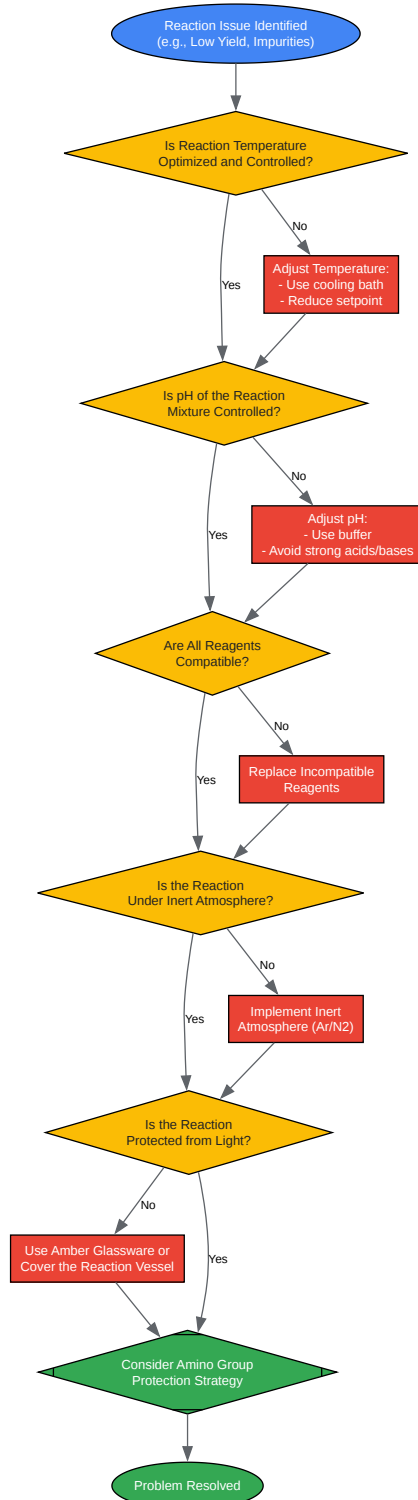 Reaction Issue Identified
(e.g., Low Yield, Impurities)
Is Reaction Temperature
Optimized and Controlled?
No
Adjust Temperature:
- Use cooling bath
- Reduce setpoint
Yes
Is pH of the Reaction
Mixture Controlled?
No
Adjust pH:
- Use buffer
- Avoid strong acids/bases
Yes
Are All Reagents
Compatible?
No
Replace Incompatible
Reagents
Yes
Is the Reaction
Under Inert Atmosphere?
No
Implement Inert
Atmosphere (Ar/N2)
Yes
Is the Reaction
Protected from Light?
No
Use Amber Glassware or
Cover the Reaction Vessel
Yes
Consider Amino Group
Protection Strategy
Problem Resolved